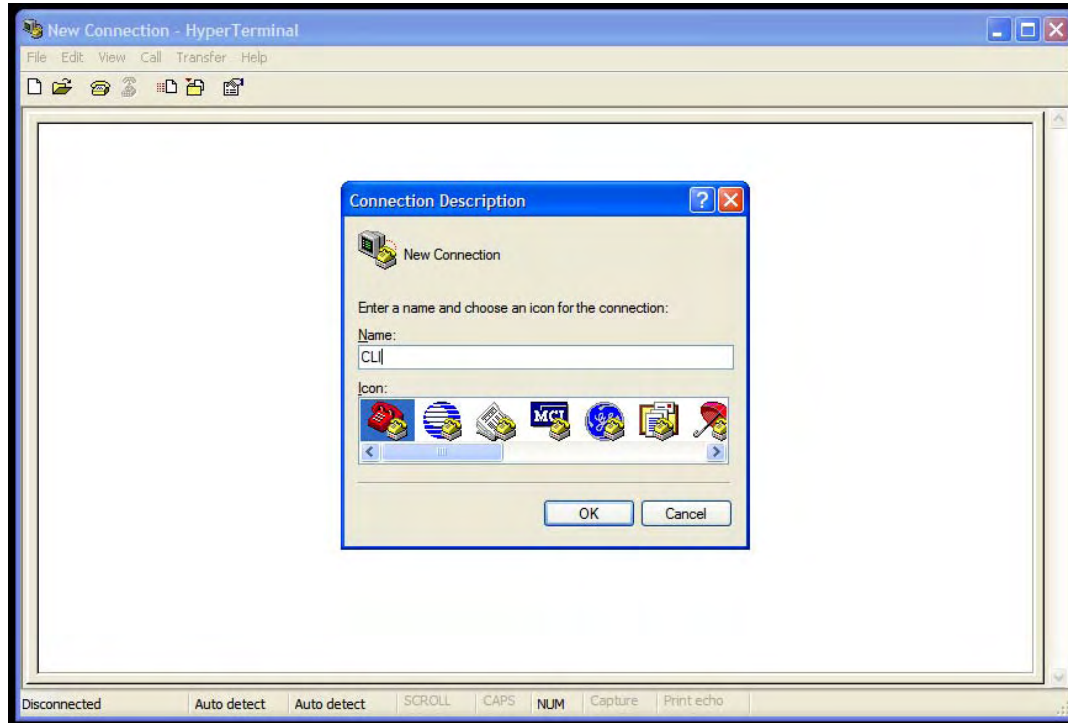 New Connection - HyperTerminal
File Edit View Call Transfer Help
Connection Description
New Connection
Enter a name and choose an icon for the connection:
Name:
CLI
Icon:
MCI
OK Cancel
Disconnected Auto detect Auto detect SCROLL CAPS NUM Capture Print echo